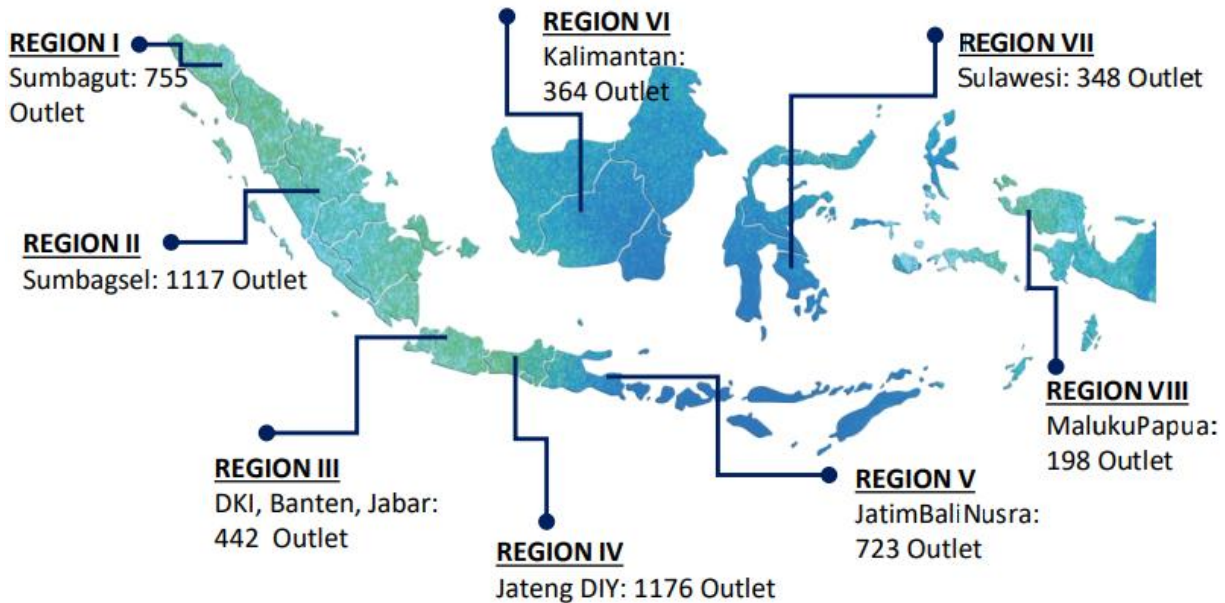 REGION I
Sumbagut: 755
Outlet
REGION II
Sumbagsel: 1117 Outlet
REGION III
DKI, Banten, Jabar:
442 Outlet
REGION IV
Jateng DIY: 1176 Outlet
REGION V
JatimBaliNusra:
723 Outlet
REGION VI
Kalimantan:
364 Outlet
REGION VII
Sulawesi: 348 Outlet
REGION VIII
MalukuPapua:
198 Outlet